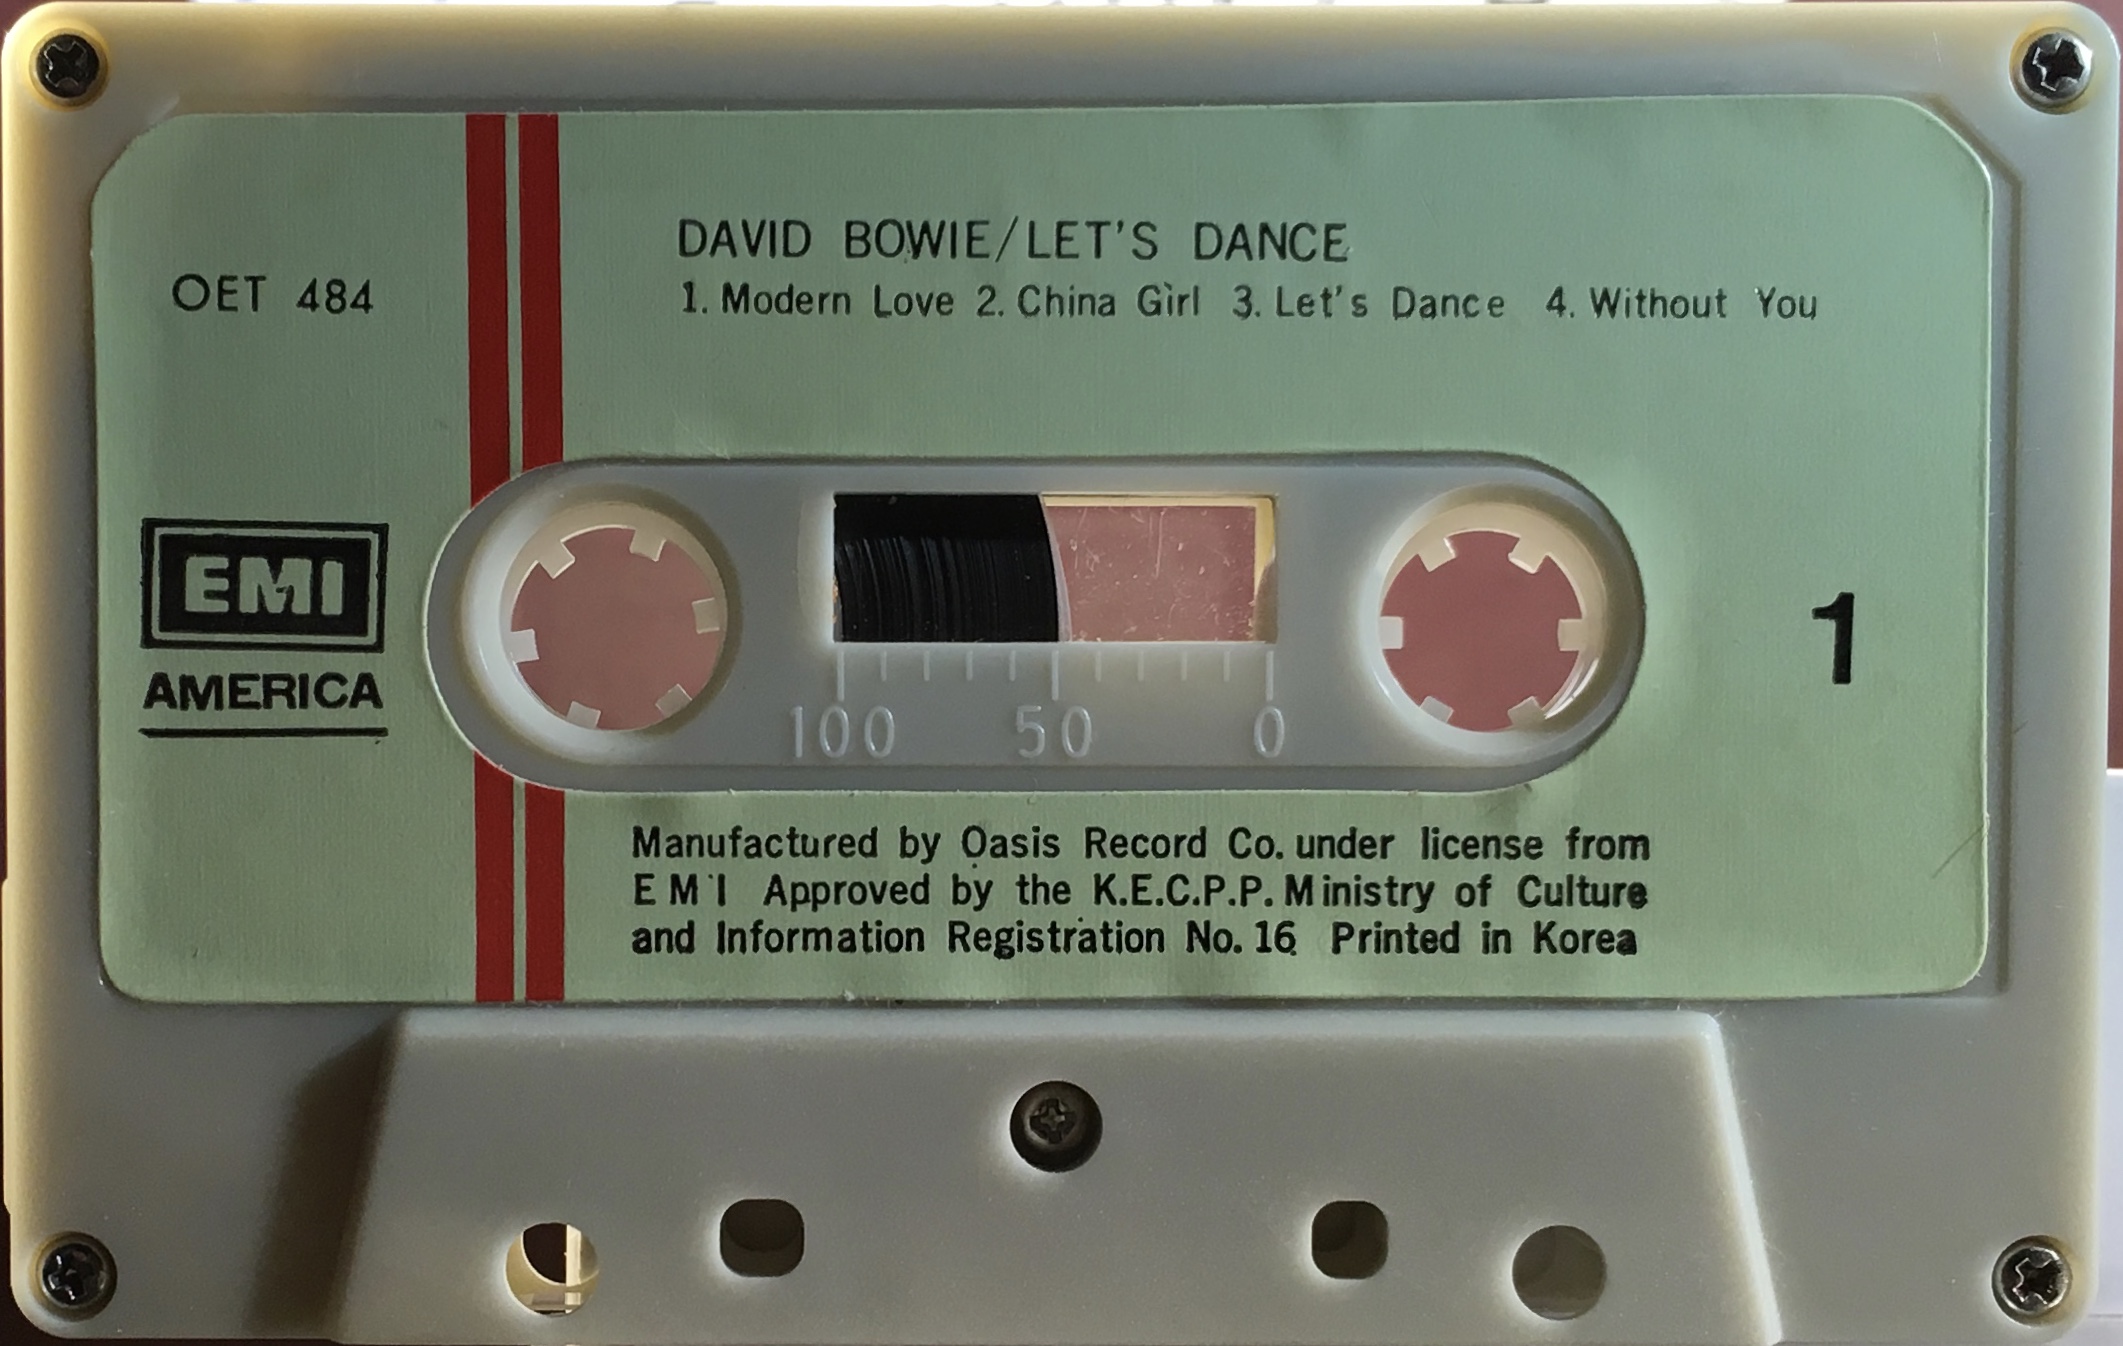 DAVID BOWIE/LET'S DANCE
OET 484
1. Modern Love 2. China Girl 3. Let's Dance 4. Without You
EMI
AMERICA
1
100 50 0
Manufactured by Oasis Record Co. under license from
EMI Approved by the K.E.C.P.P. Ministry of Culture
and Information Registration No. 16 Printed in Korea